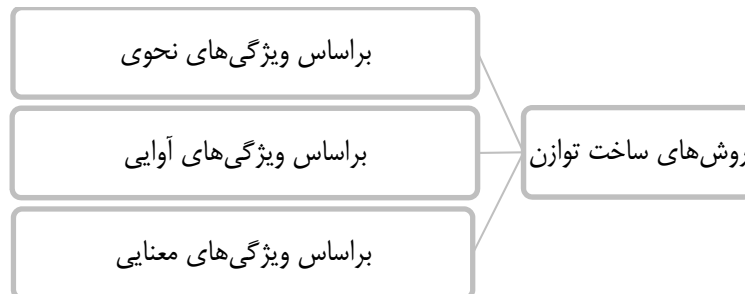 روش‌های ساخت توازن
براساس ویژگی‌های نحوی
براساس ویژگی‌های آوایی
براساس ویژگی‌های معنایی